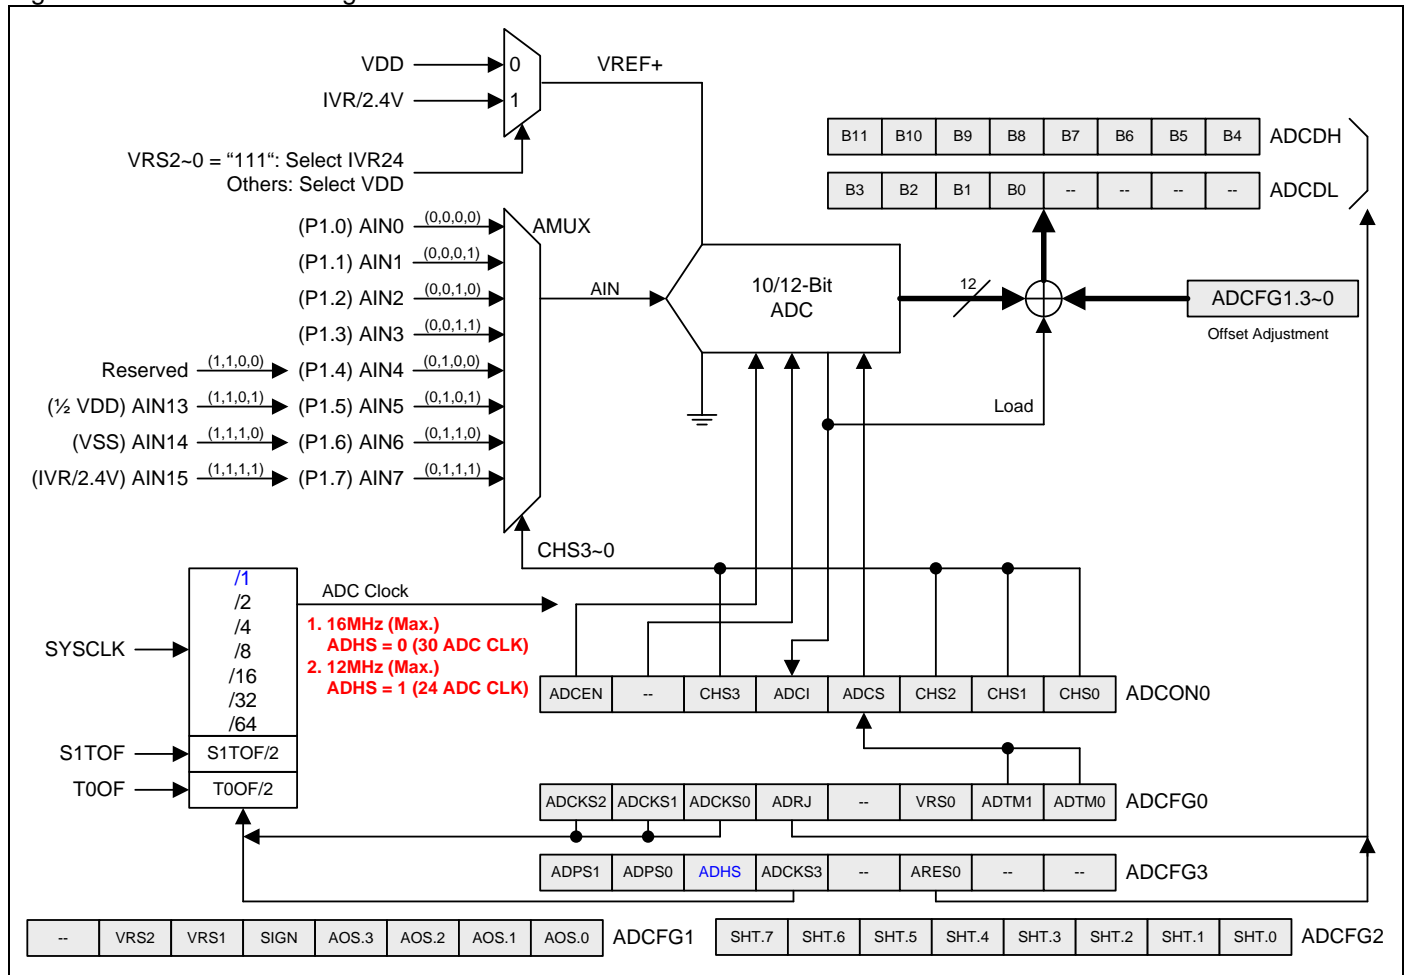 VDD
0
VREF+
IVR/2.4V
1
VRS2~0 = “111“: Select IVR24
Others: Select VDD
B11 B10 B9 B8 B7 B6 B5 B4 ADCDH
B3 B2 B1 B0 -- -- -- -- ADCDL
(P1.0) AIN0 (0,0,0,0)
AMUX
(P1.1) AIN1 (0,0,0,1)
(P1.2) AIN2 (0,0,1,0)
(P1.3) AIN3 (0,0,1,1)
Reserved (1,1,0,0) (P1.4) AIN4 (0,1,0,0)
(½ VDD) AIN13 (1,1,0,1) (P1.5) AIN5 (0,1,0,1)
(VSS) AIN14 (1,1,1,0) (P1.6) AIN6 (0,1,1,0)
(IVR/2.4V) AIN15 (1,1,1,1) (P1.7) AIN7 (0,1,1,1)
AIN
10/12-Bit
ADC
12
ADCFG1.3~0
Offset Adjustment
Load
CHS3~0
/1
/2
/4
/8
/16
/32
/64
S1TOF/2
T0OF/2
SYSCLK
S1TOF
T0OF
ADC Clock
1. 16MHz (Max.)
ADHS = 0 (30 ADC CLK)
2. 12MHz (Max.)
ADHS = 1 (24 ADC CLK)
ADCEN -- CHS3 ADCI ADCS CHS2 CHS1 CHS0 ADCON0
ADCKS2 ADCKS1 ADCKS0 ADRJ -- VRS0 ADTM1 ADTM0 ADCFG0
ADPS1 ADPS0 ADHS ADCKS3 -- ARES0 -- -- ADCFG3
-- VRS2 VRS1 SIGN AOS.3 AOS.2 AOS.1 AOS.0 ADCFG1
SHT.7 SHT.6 SHT.5 SHT.4 SHT.3 SHT.2 SHT.1 SHT.0 ADCFG2